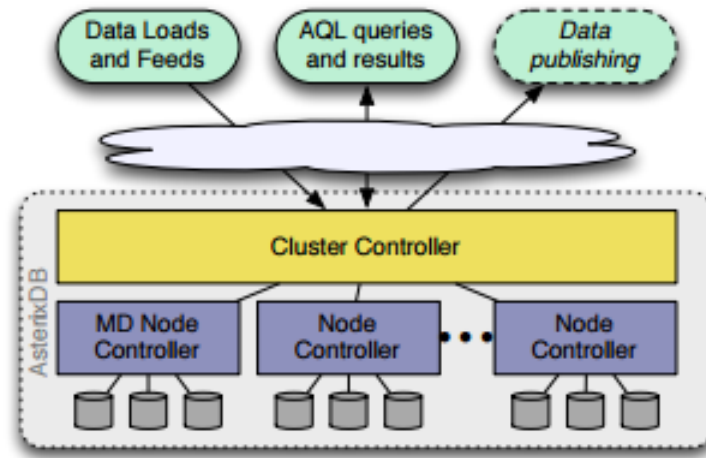 Data Loads
and Feeds
AQL queries
and results
Data
publishing
Cluster Controller
AsterixDB
MD Node
Controller
Node
Controller
•••
Node
Controller